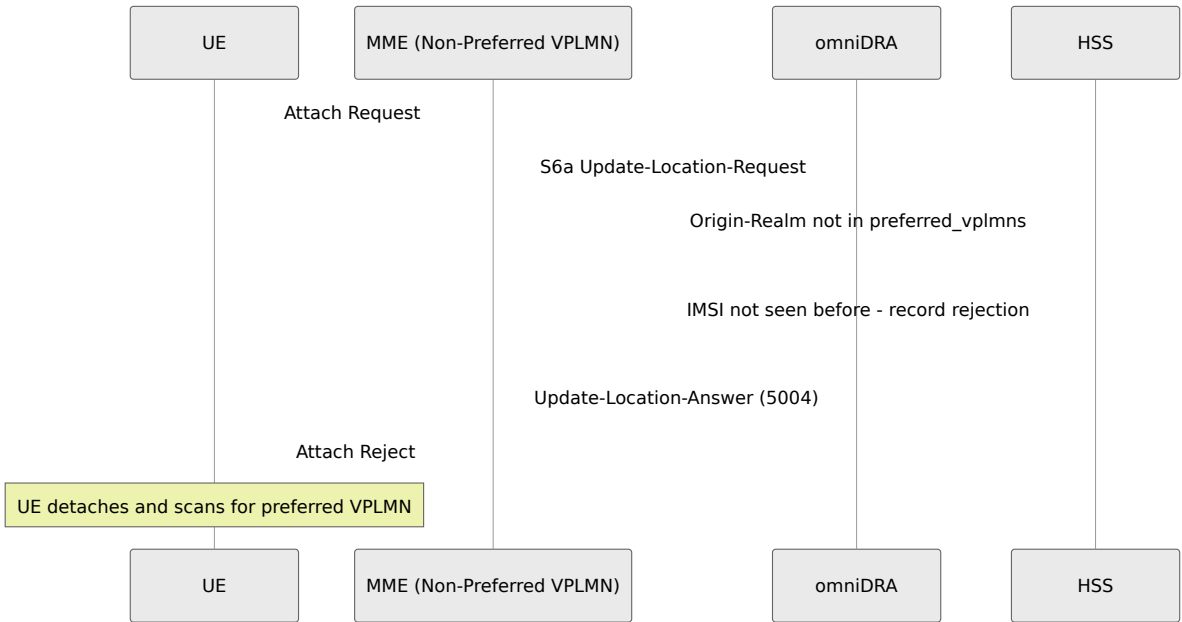 UE
MME (Non-Preferred VPLMN)
omniDRA
HSS
Attach Request
S6a Update-Location-Request
Origin-Realm not in preferred_vplmns
IMSI not seen before - record rejection
Update-Location-Answer (5004)
Attach Reject
UE detaches and scans for preferred VPLMN
UE
MME (Non-Preferred VPLMN)
omniDRA
HSS